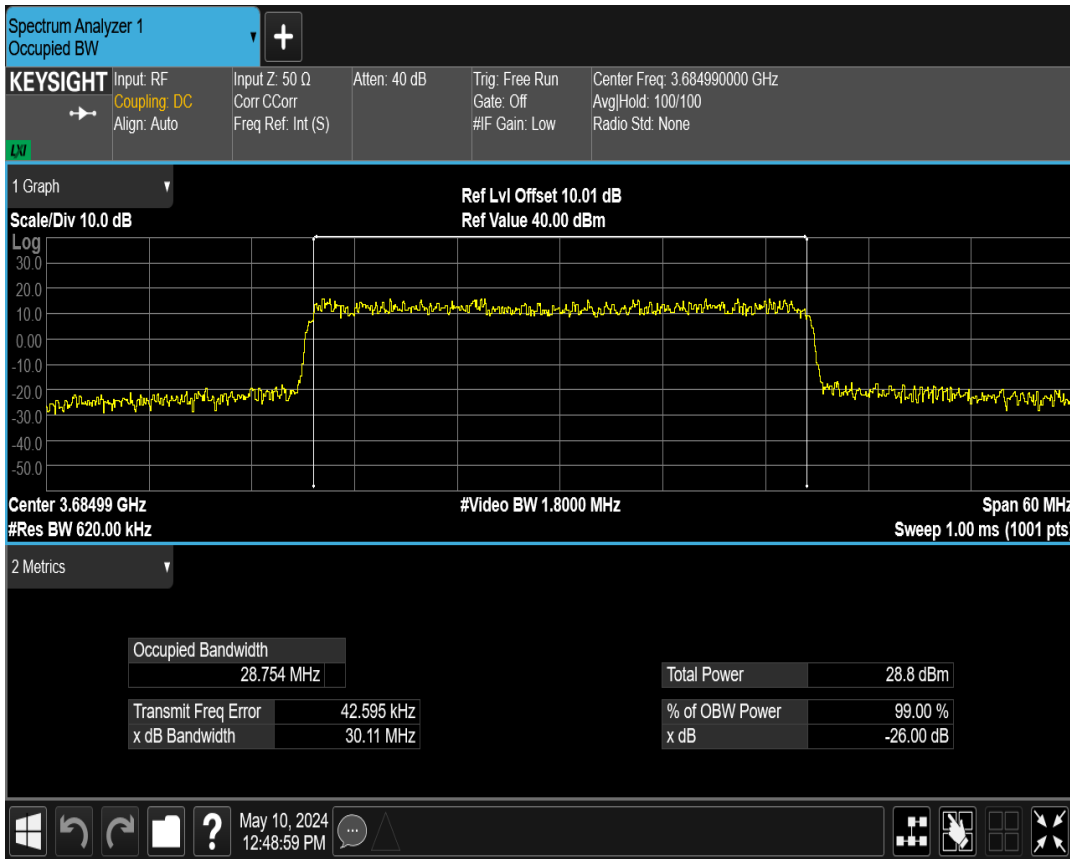 Spectrum Analyzer 1
Occupied BW
+
KEYSIGHT
LXI
Input: RF
Coupling: DC
Align: Auto
Input Z: 50 Ω
Corr CCorr
Freq Ref: Int (S)
Atten: 40 dB
Trig: Free Run
Gate: Off
#IF Gain: Low
Center Freq: 3.684990000 GHz
Avg|Hold: 100/100
Radio Std: None
1 Graph
Scale/Div 10.0 dB
Ref Lvl Offset 10.01 dB
Ref Value 40.00 dBm
Log
30.0
20.0
10.0
0.00
-10.0
-20.0
-30.0
-40.0
-50.0
Center 3.68499 GHz
#Video BW 1.8000 MHz
Span 60 MHz
#Res BW 620.00 kHz
Sweep 1.00 ms (1001 pts)
2 Metrics
Occupied Bandwidth
28.754 MHz
Transmit Freq Error 42.595 kHz
x dB Bandwidth 30.11 MHz
Total Power 28.8 dBm
% of OBW Power 99.00 %
x dB -26.00 dB
?
May 10, 2024
12:48:59 PM